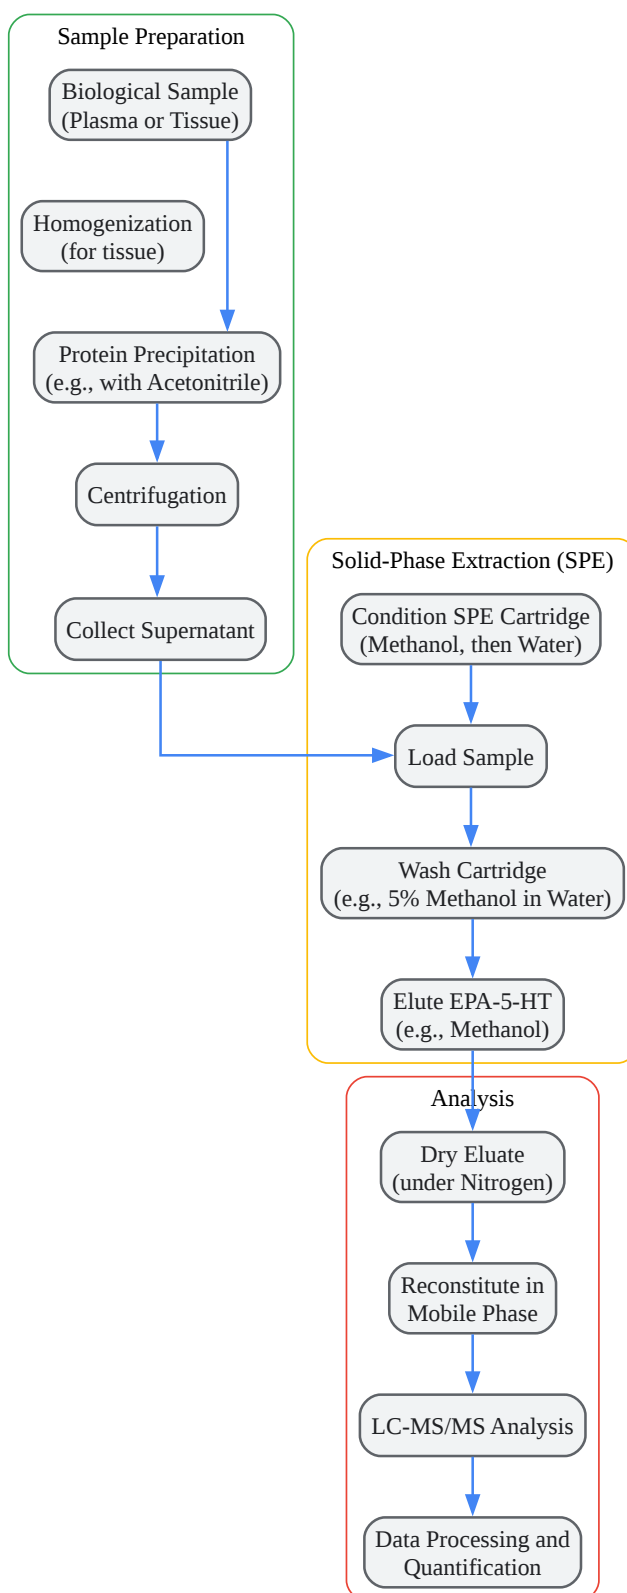 Sample Preparation
Biological Sample
(Plasma or Tissue)
Homogenization
(for tissue)
Protein Precipitation
(e.g., with Acetonitrile)
Centrifugation
Collect Supernatant
Solid-Phase Extraction (SPE)
Condition SPE Cartridge
(Methanol, then Water)
Load Sample
Wash Cartridge
(e.g., 5% Methanol in Water)
Elute EPA-5-HT
(e.g., Methanol)
Analysis
Dry Eluate
(under Nitrogen)
Reconstitute in
Mobile Phase
LC-MS/MS Analysis
Data Processing and
Quantification